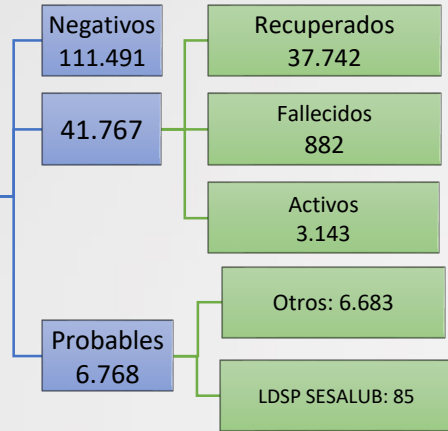 Negativos
111.491
41.767
Recuperados
37.742
Fallecidos
882
Activos
3.143
Probables
6.768
Otros: 6.683
LDSP SESALUB: 85